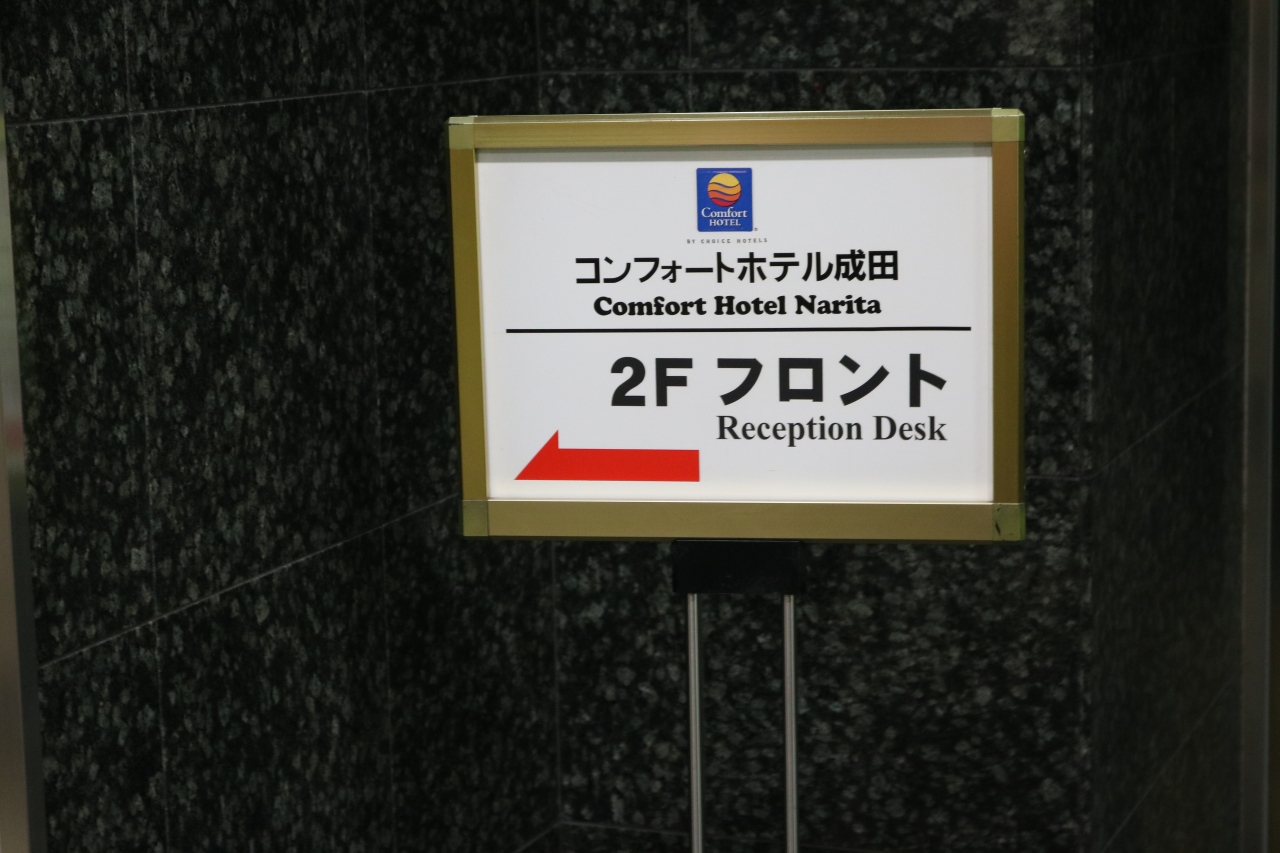 Comfort
HOTEL
BY CHOICE HOTELS
コンフォートホテル成田
Comfort Hotel Narita
2F フロント
Reception Desk